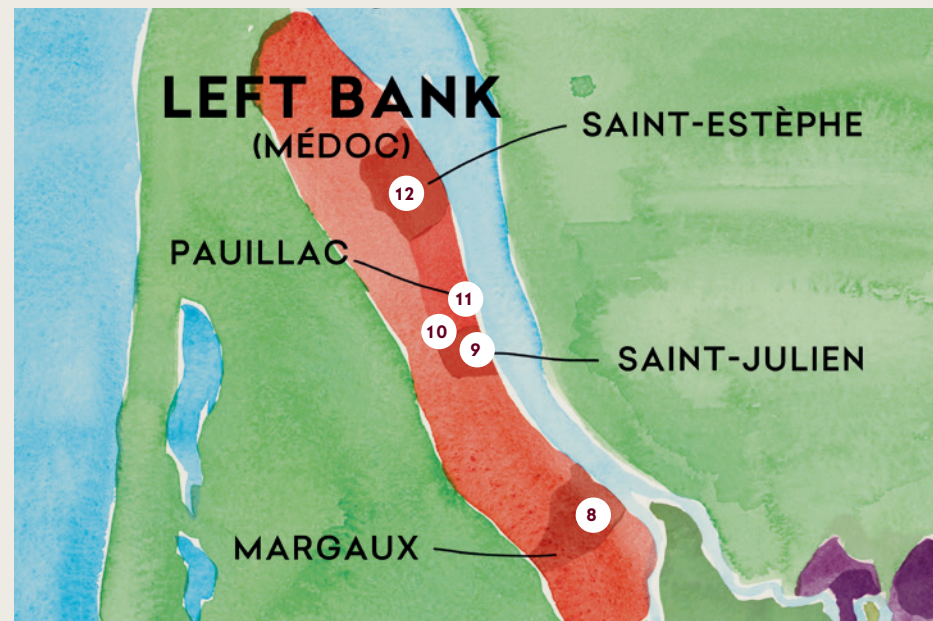 LEFT BANK
(MÉDOC)
SAINT-ESTÈPHE
12
PAUILLAC
11
10
9
SAINT-JULIEN
8
MARGAUX